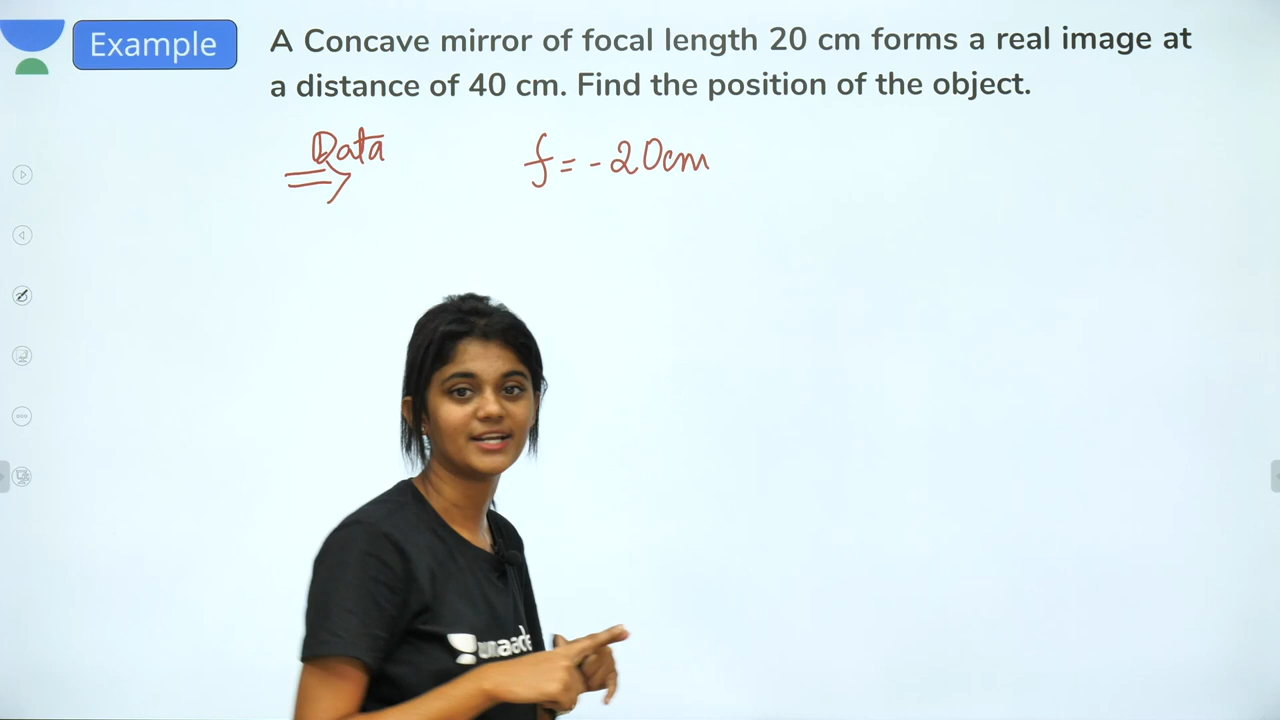 Example
A Concave mirror of focal length 20 cm forms a real image at
a distance of 40 cm. Find the position of the object.
Data
f = -20cm
unaade